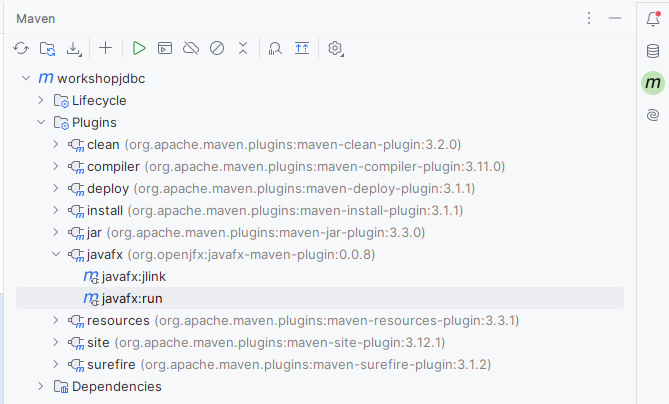 Maven
workshopjdbc
Lifecycle
Plugins
clean (org.apache.maven.plugins:maven-clean-plugin:3.2.0)
compiler (org.apache.maven.plugins:maven-compiler-plugin:3.11.0)
deploy (org.apache.maven.plugins:maven-deploy-plugin:3.1.1)
install (org.apache.maven.plugins:maven-install-plugin:3.1.1)
jar (org.apache.maven.plugins:maven-jar-plugin:3.3.0)
javafx (org.openjfx:javafx-maven-plugin:0.0.8)
javafx:jlink
javafx:run
resources (org.apache.maven.plugins:maven-resources-plugin:3.3.1)
site (org.apache.maven.plugins:maven-site-plugin:3.12.1)
surefire (org.apache.maven.plugins:maven-surefire-plugin:3.1.2)
Dependencies